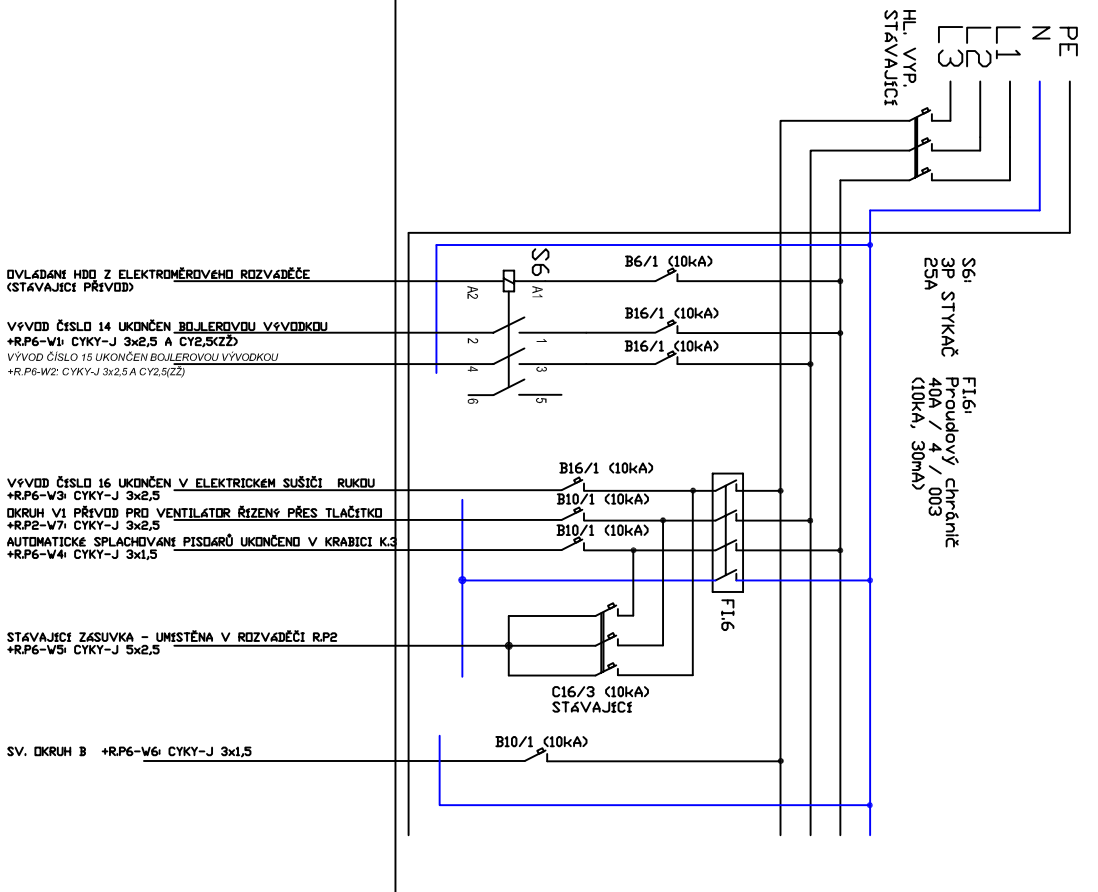 PE
N
L1
L2
L3
HL. VYP.
STÁVAJÍCÍ
S6:
3P STYKAČ
25A
FI.6:
Proudový chránič
40A / 4 / 003
(10kA, 30mA)
OVLÁDÁNÍ HDO Z ELEKTROMĚROVÉHO ROZVÁDĚČE
(STÁVAJÍCÍ PŘÍVOD)
S6
A1
A2
B6/1 (10kA)
VÝVOD ČÍSLO 14 UKONČEN BOJLEROVOU VÝVODKOU
+R.P6-W1: CYKY-J 3x2,5 A CY2,5(ZŽ)
2
1
B16/1 (10kA)
VÝVOD ČÍSLO 15 UKONČEN BOJLEROVOU VÝVODKOU
+R.P6-W2: CYKY-J 3x2,5 A CY2,5(ZŽ)
4
3
B16/1 (10kA)
6
5
VÝVOD ČÍSLO 16 UKONČEN V ELEKTRICKÉM SUŠIČI RUKOU
+R.P6-W3: CYKY-J 3x2,5
B16/1 (10kA)
OKRUH V1 PŘÍVOD PRO VENTILÁTOR ŘÍZENÝ PŘES TLAČÍTKO
+R.P2-W7: CYKY-J 3x2,5
B10/1 (10kA)
AUTOMATICKÉ SPLACHOVÁNÍ PISOÁRŮ UKONČENO V KRABICI K.3
+R.P6-W4: CYKY-J 3x1,5
B10/1 (10kA)
FI.6
STÁVAJÍCÍ ZÁSUVKA - UMÍSTĚNA V ROZVÁDĚČI R.P2
+R.P6-W5: CYKY-J 5x2,5
C16/3 (10kA)
STÁVAJÍCÍ
SV. OKRUH B +R.P6-W6: CYKY-J 3x1,5
B10/1 (10kA)